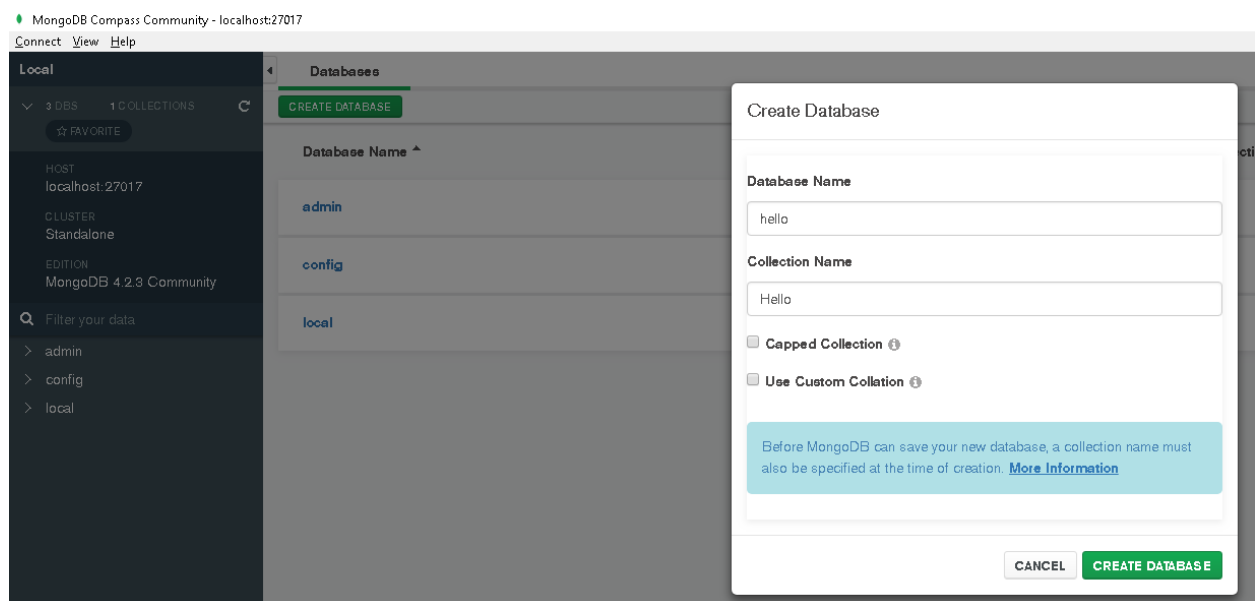 MongoDB Compass Community - localhost:27017
Connect View Help
Local
3 DBS 1 COLLECTIONS
FAVORITE
HOST
localhost:27017
CLUSTER
Standalone
EDITION
MongoDB 4.2.3 Community
Filter your data
admin
config
local
Databases
CREATE DATABASE
Database Name
admin
config
local
Create Database
Database Name
hello
Collection Name
Hello
Capped Collection
Use Custom Collation
Before MongoDB can save your new database, a collection name must
also be specified at the time of creation. More Information
CANCEL CREATE DATABASE